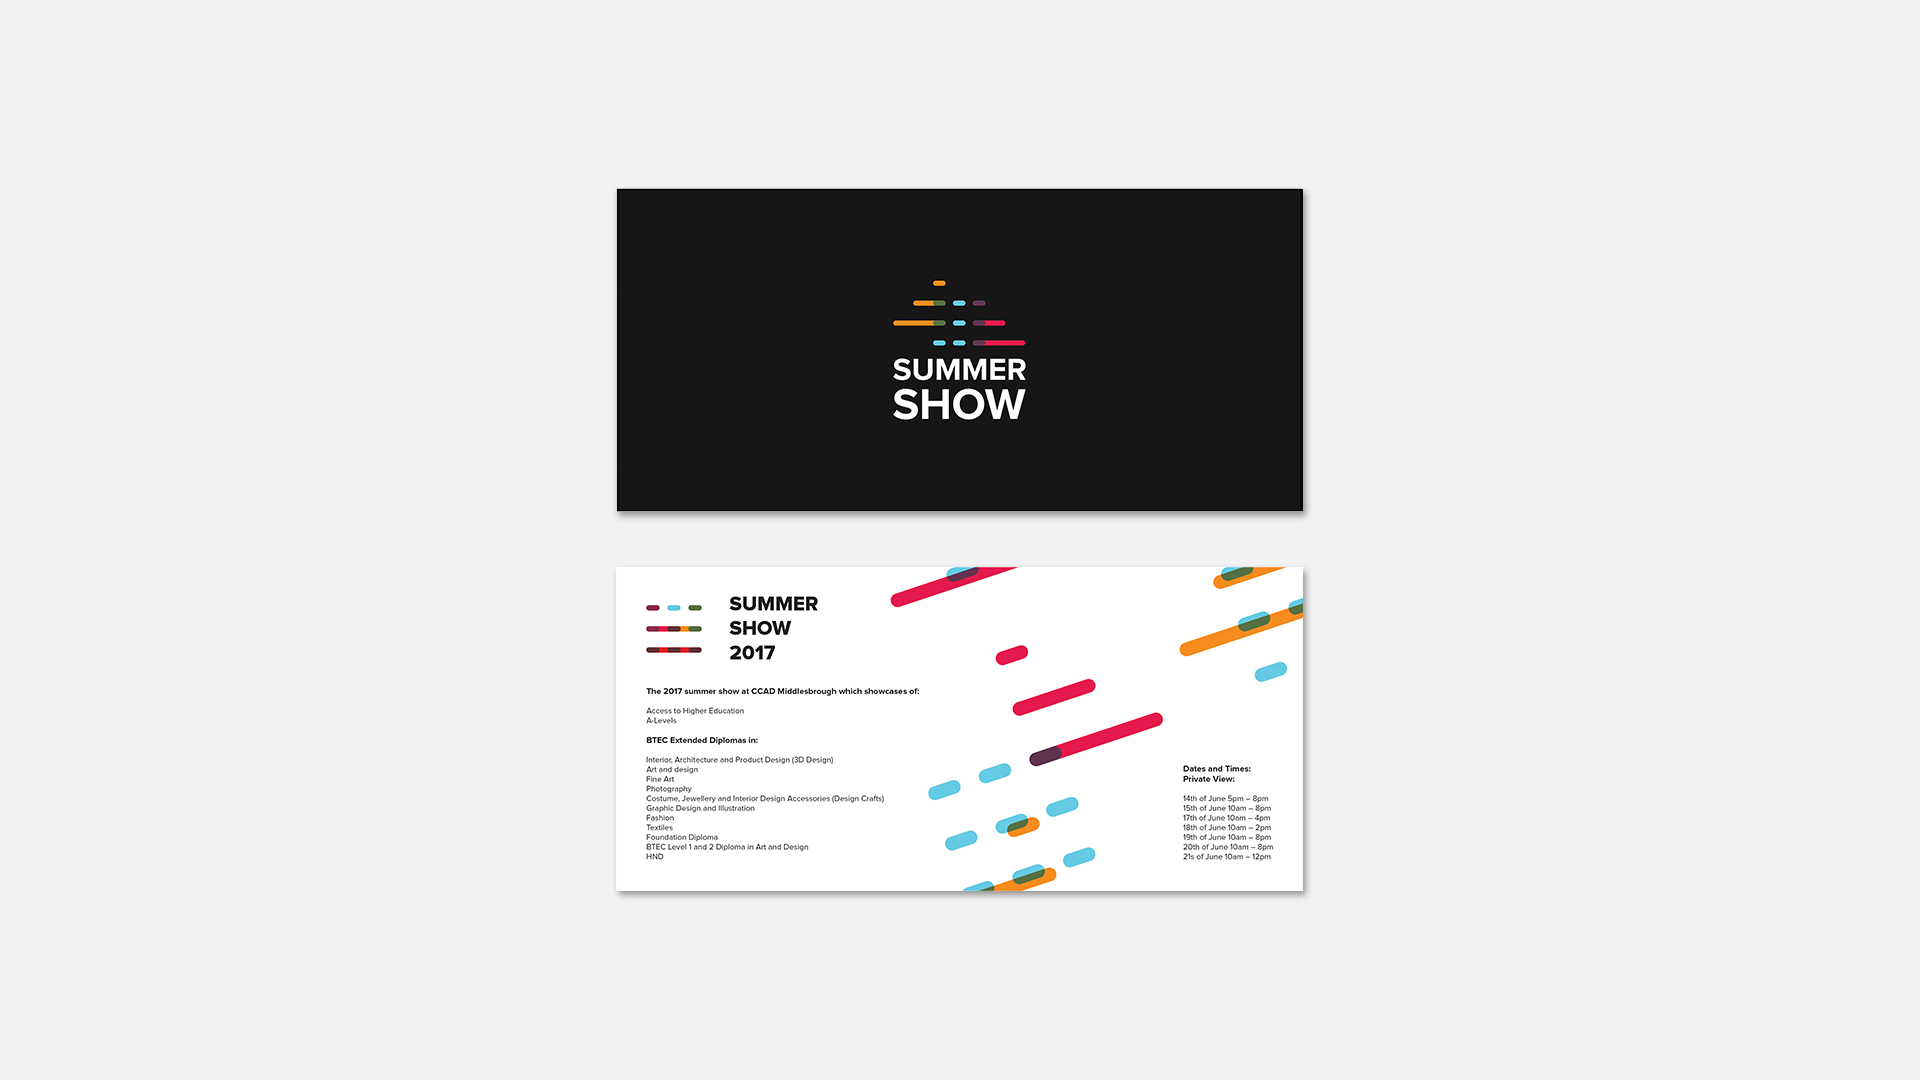 SUMMER
SHOW
SUMMER
SHOW
2017
The 2017 summer show at CCAD Middlesbrough which showcases of:
Access to Higher Education
A-Levels
BTEC Extended Diplomas in:
Interior, Architecture and Product Design (3D Design)
Art and design
Fine Art
Photography
Costume, Jewellery and Interior Design Accessories (Design Crafts)
Graphic Design and Illustration
Fashion
Textiles
Foundation Diploma
BTEC Level 1 and 2 Diploma in Art and Design
HND
Dates and Times:
Private View:
14th of June 5pm – 8pm
15th of June 10am – 8pm
17th of June 10am – 4pm
18th of June 10am – 2pm
19th of June 10am – 8pm
20th of June 10am – 8pm
21s of June 10am – 12pm